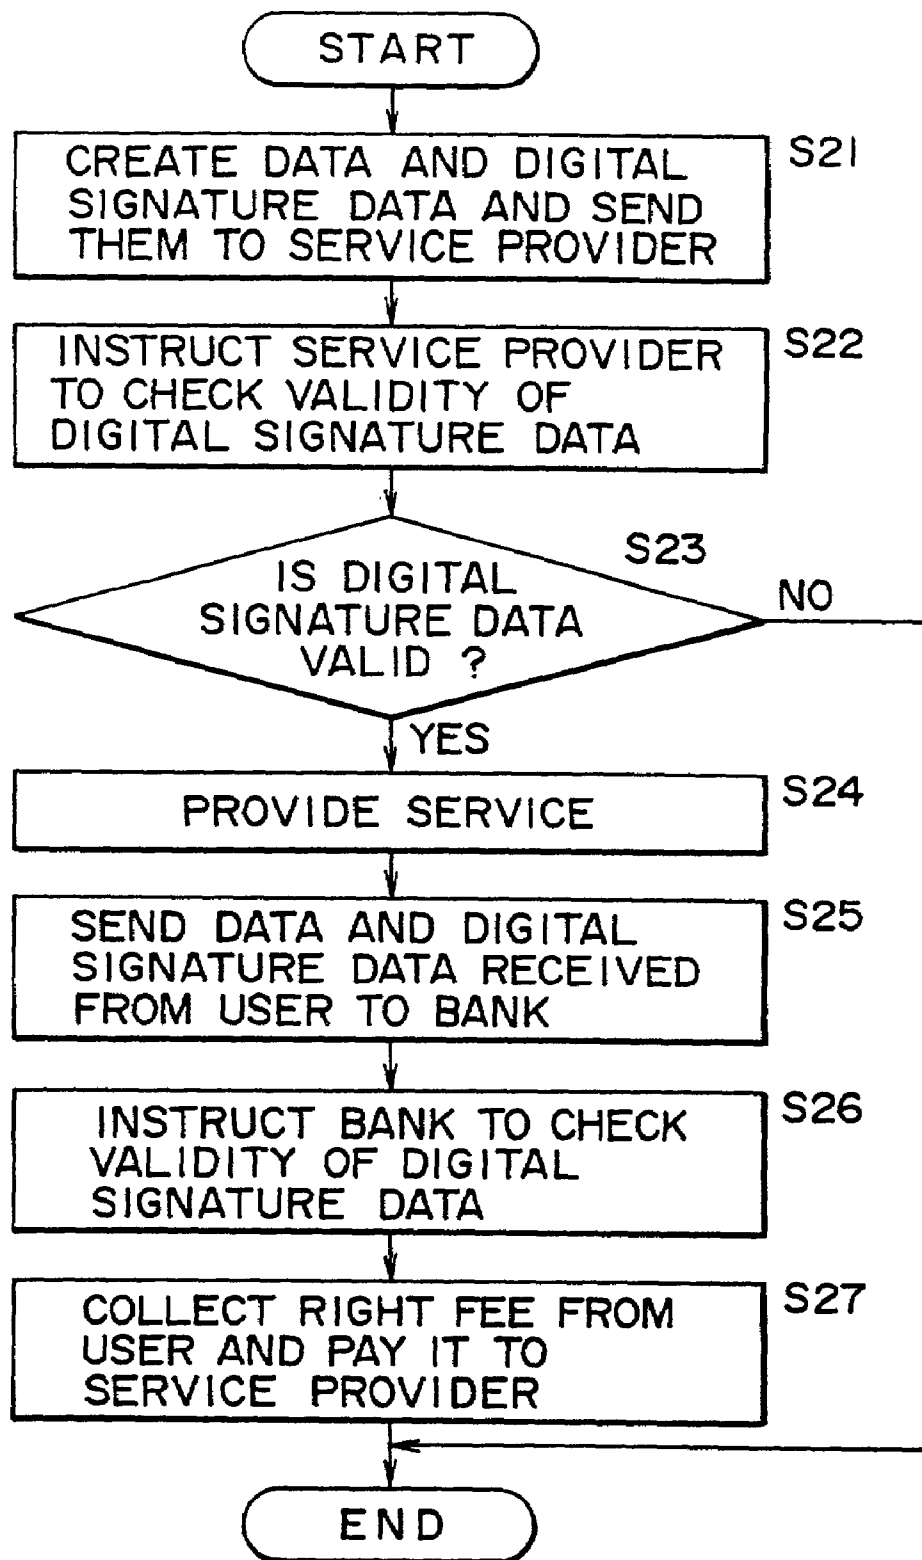 START
S21
CREATE DATA AND DIGITAL
SIGNATURE DATA AND SEND
THEM TO SERVICE PROVIDER
S22
INSTRUCT SERVICE PROVIDER
TO CHECK VALIDITY OF
DIGITAL SIGNATURE DATA
S23
IS DIGITAL
SIGNATURE DATA
VALID ?
NO
YES
S24
PROVIDE SERVICE
S25
SEND DATA AND DIGITAL
SIGNATURE DATA RECEIVED
FROM USER TO BANK
S26
INSTRUCT BANK TO CHECK
VALIDITY OF DIGITAL
SIGNATURE DATA
S27
COLLECT RIGHT FEE FROM
USER AND PAY IT TO
SERVICE PROVIDER
END